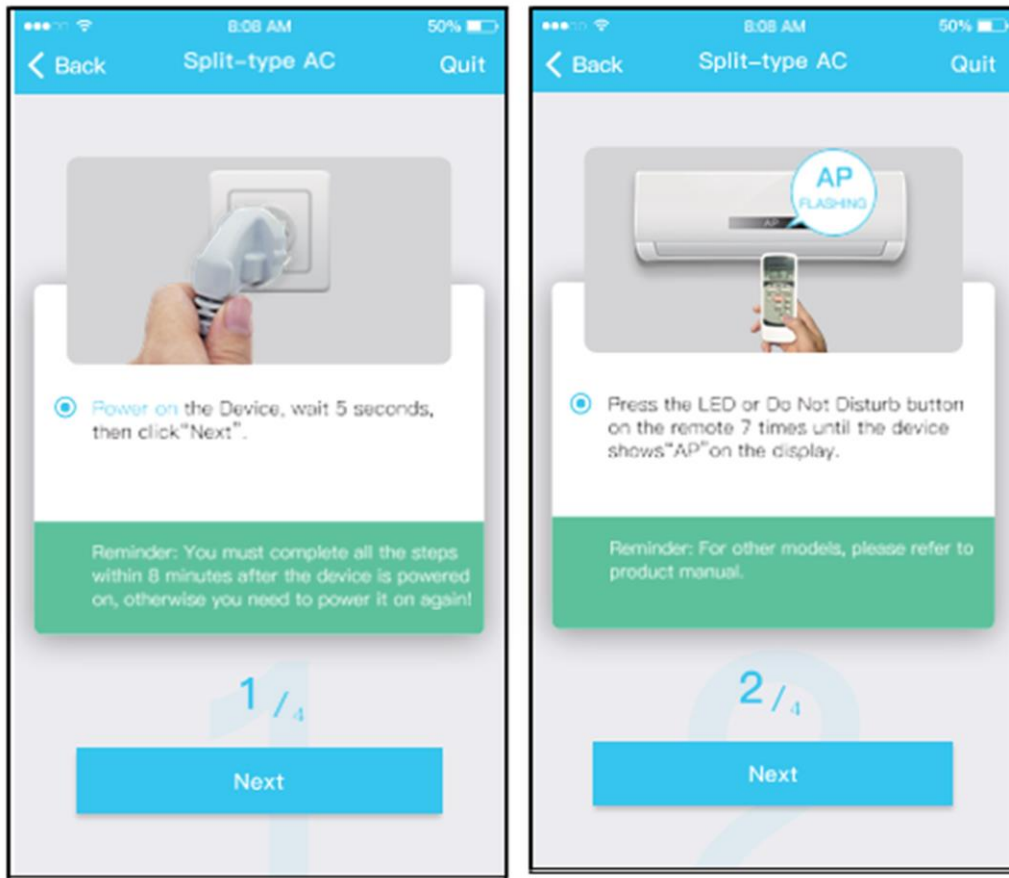 8:08 AM 50%
Back Split-type AC Quit
Power on the Device, wait 5 seconds,
then click“Next”.
Reminder: You must complete all the steps
within 8 minutes after the device is powered
on, otherwise you need to power it on again!
1/4
Next
8:08 AM 50%
Back Split-type AC Quit
AP
FLASHING
AP
Press the LED or Do Not Disturb button
on the remote 7 times until the device
shows“AP”on the display.
Reminder: For other models, please refer to
product manual.
2/4
Next